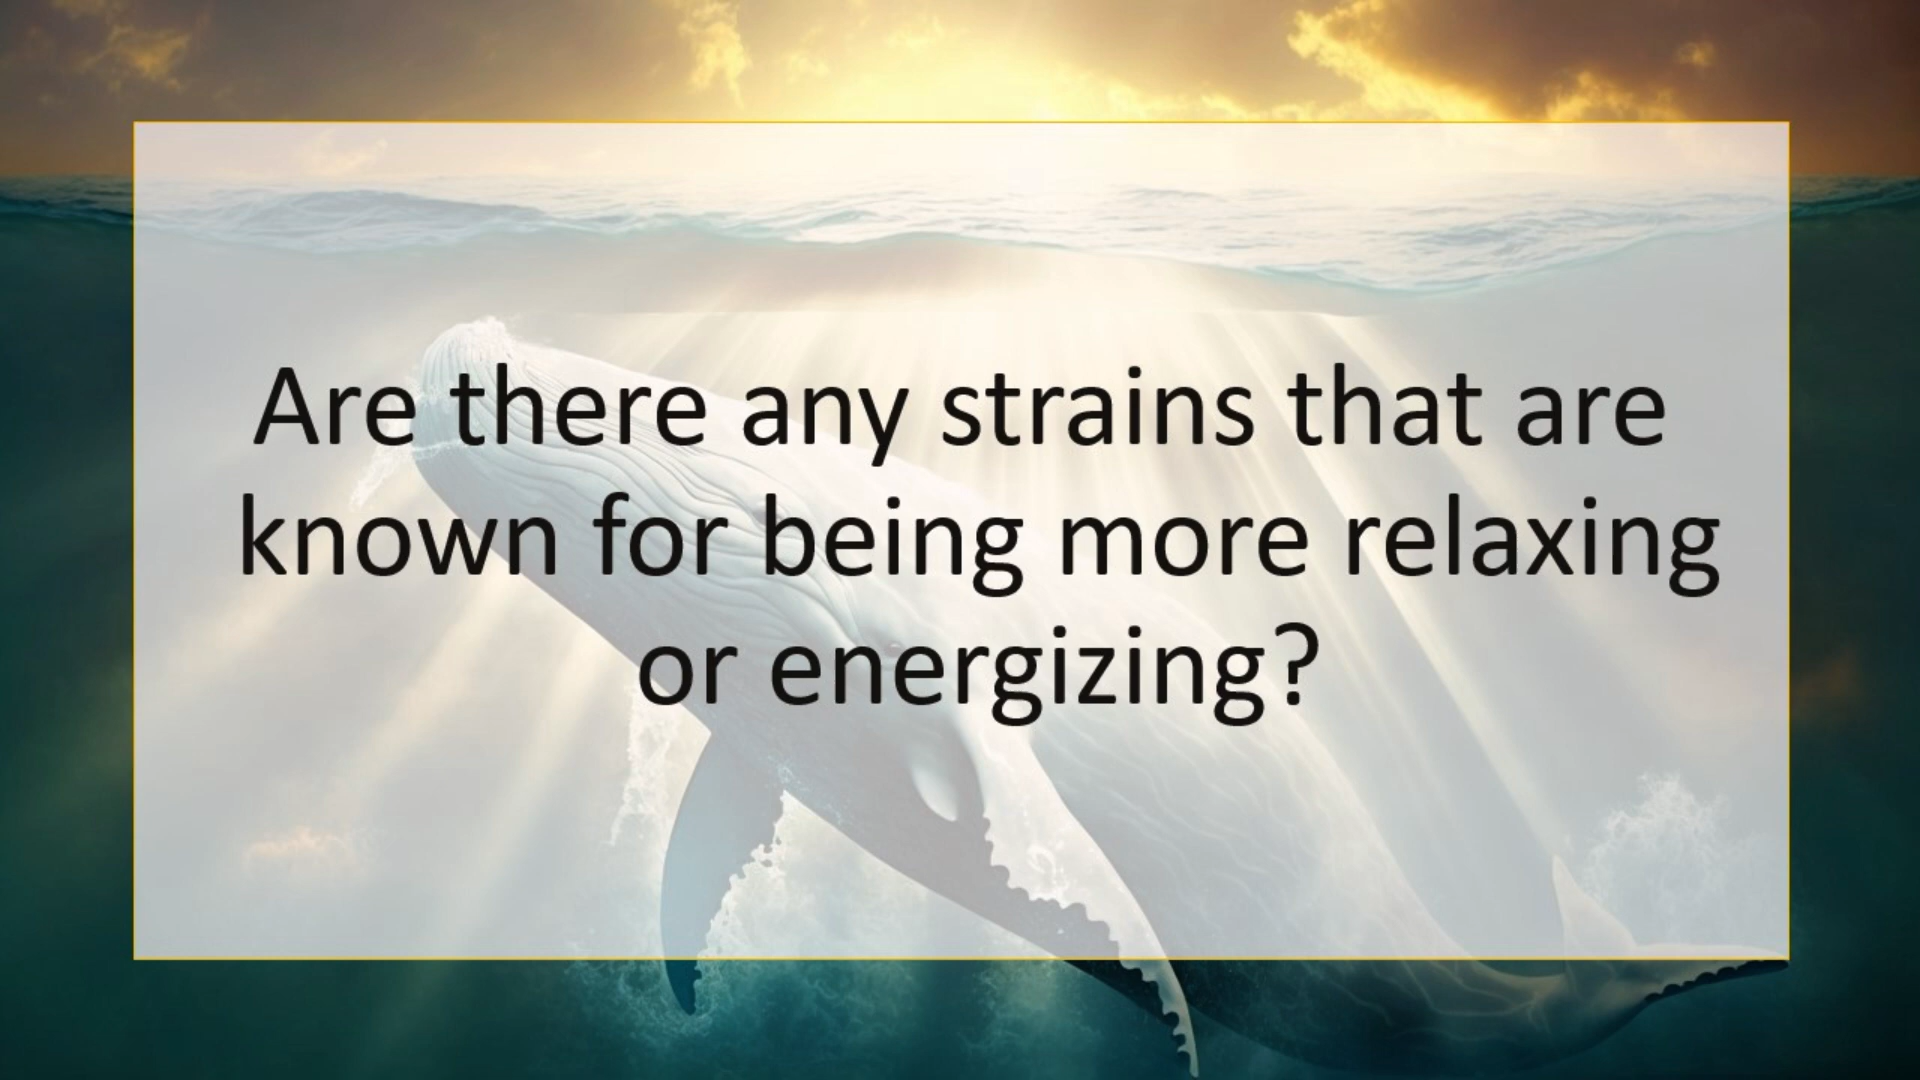 Are there any strains that are
known for being more relaxing
or energizing?